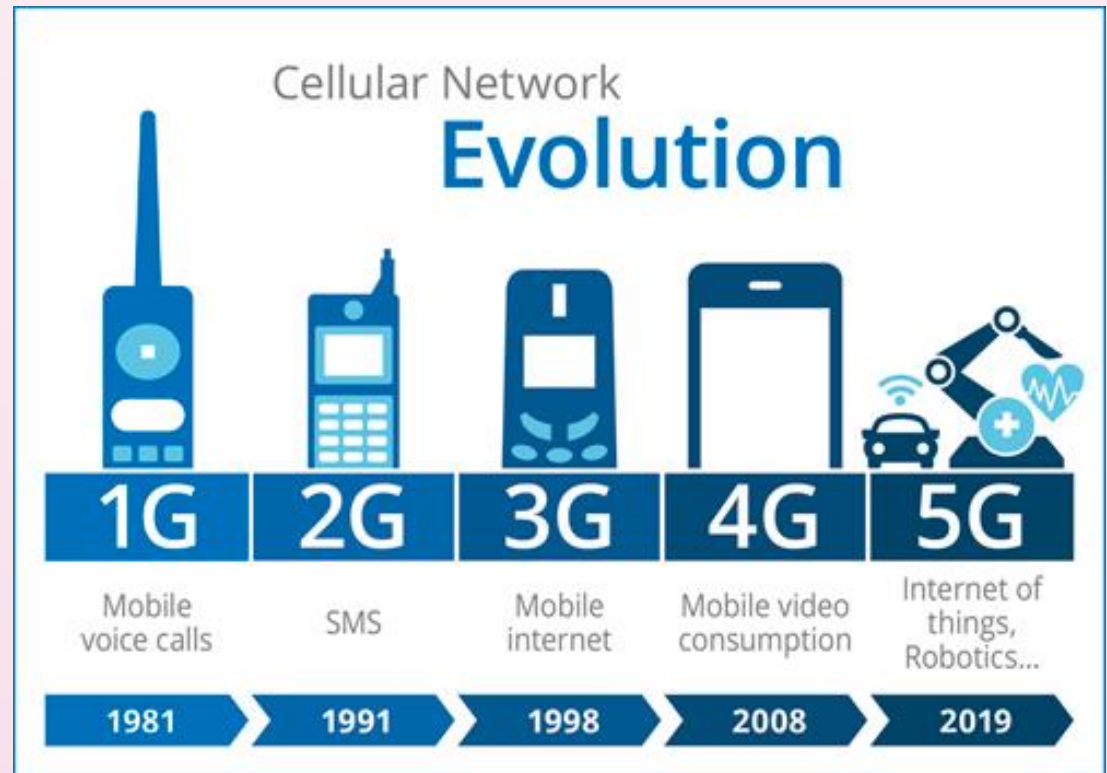 Cellular Network
Evolution
1G
2G
3G
4G
5G
Mobile
voice calls
SMS
Mobile
internet
Mobile video
consumption
Internet of
things,
Robotics...
1981
1991
1998
2008
2019